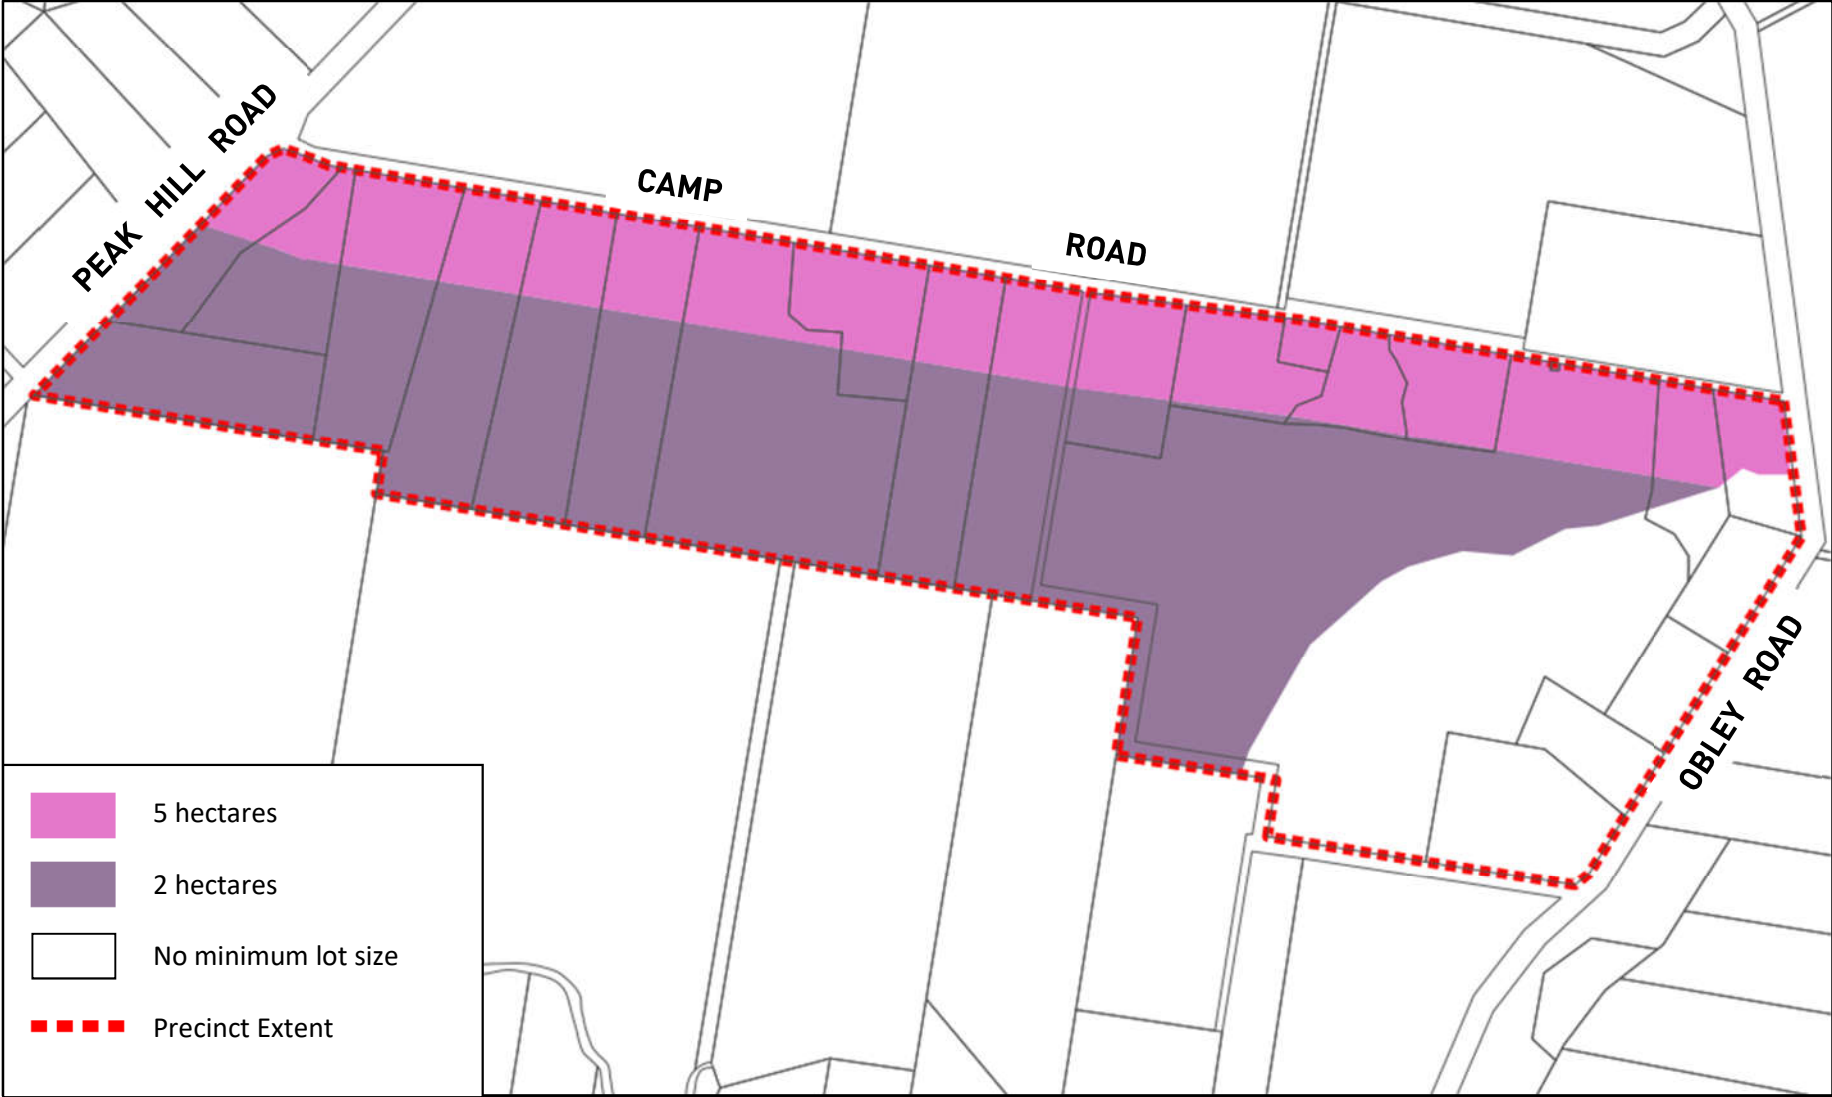 PEAK HILL ROAD
CAMP
ROAD
OBLEY ROAD
5 hectares
2 hectares
No minimum lot size
Precinct Extent